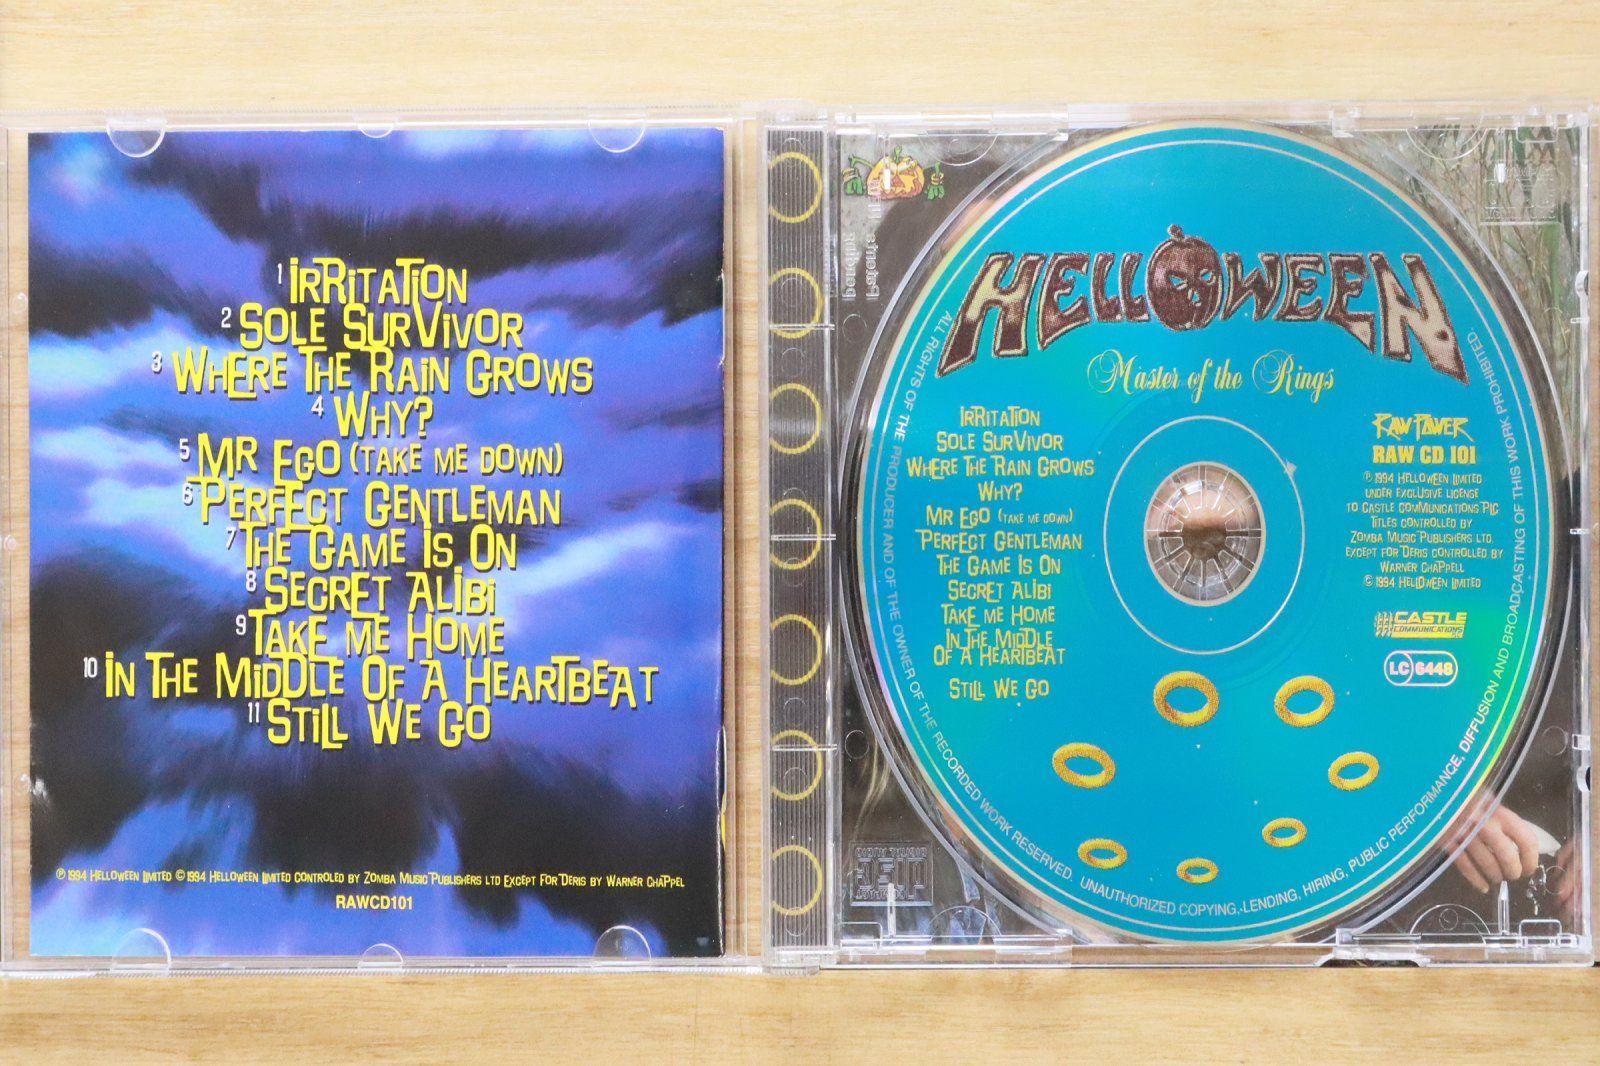 1 Irritation
2 Sole Survivor
3 Where The Rain Grows
4 Why?
5 Mr Ego (Take Me Down)
6 Perfect Gentleman
7 The Game Is On
8 Secret Alibi
9 Take Me Home
10 In The Middle Of A Heartbeat
11 Still We Go
℗ 1994 Helloween Limited © 1994 Helloween Limited Controled by Zomba Music Publishers Ltd Except For Deris by Warner Chappel
RAWCD101
HELLOWEEN
Master of the Rings
Irritation
Sole Survivor
Where The Rain Grows
Why?
Mr Ego (Take Me Down)
Perfect Gentleman
The Game Is On
Secret Alibi
Take Me Home
In The Middle
Of A Heartbeat
Still We Go
Raw Power
RAW CD 101
℗ 1994 Helloween Limited
under exclusive license
to Castle Communications Plc
Titles controlled by
Zomba Music Publishers Ltd.
except for Deris controlled by
Warner Chappell
© 1994 Helloween Limited
CASTLE
COMMUNICATIONS
LC 6448
ALL RIGHTS OF THE PRODUCER AND OF THE OWNER OF THE RECORDED WORK RESERVED. UNAUTHORIZED COPYING, LENDING, HIRING, PUBLIC PERFORMANCE, DIFFUSION AND BROADCASTING OF THIS WORK PROHIBITED.
Patents
pending
COMPACT
disc
DIGITAL AUDIO